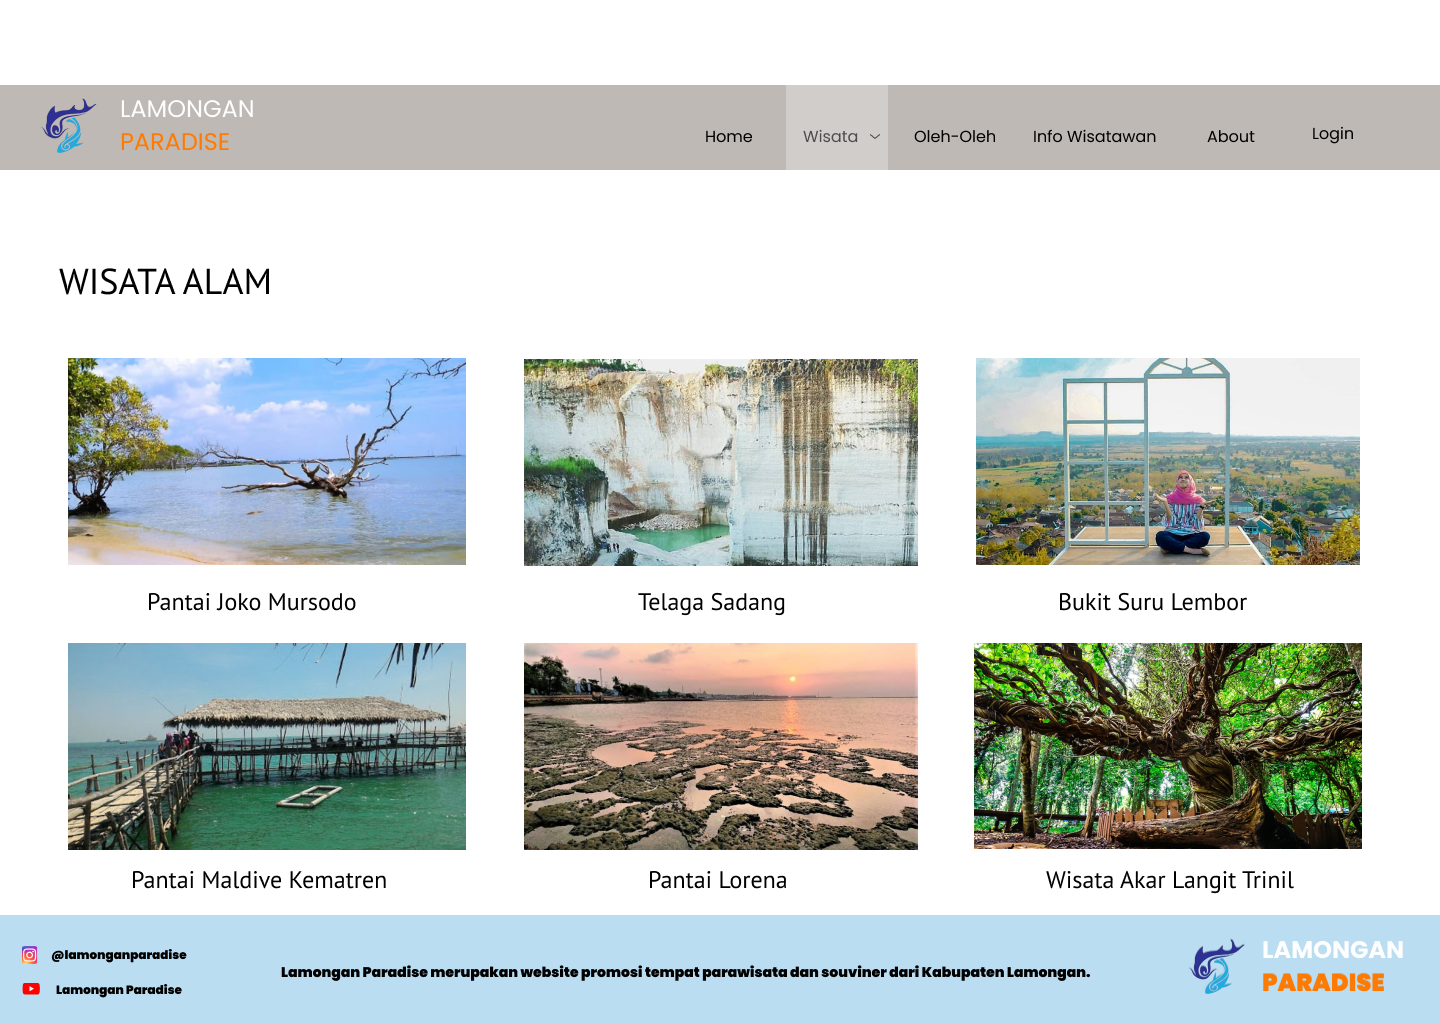 LAMONGAN
PARADISE
Home
Wisata
Oleh-Oleh
Info Wisatawan
About
Login
WISATA ALAM
Pantai Joko Mursodo
Telaga Sadang
Bukit Suru Lembor
Pantai Maldive Kematren
Pantai Lorena
Wisata Akar Langit Trinil
@lamonganparadise
Lamongan Paradise
Lamongan Paradise merupakan website promosi tempat parawisata dan souviner dari Kabupaten Lamongan.
LAMONGAN
PARADISE